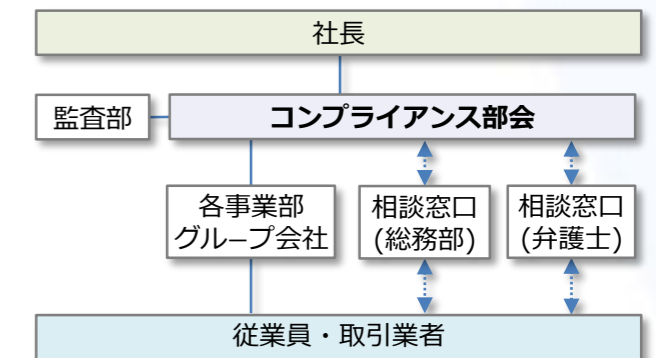 社長
監査部
コンプライアンス部会
各事業部
グループ会社
相談窓口
(総務部)
相談窓口
(弁護士)
従業員・取引業者